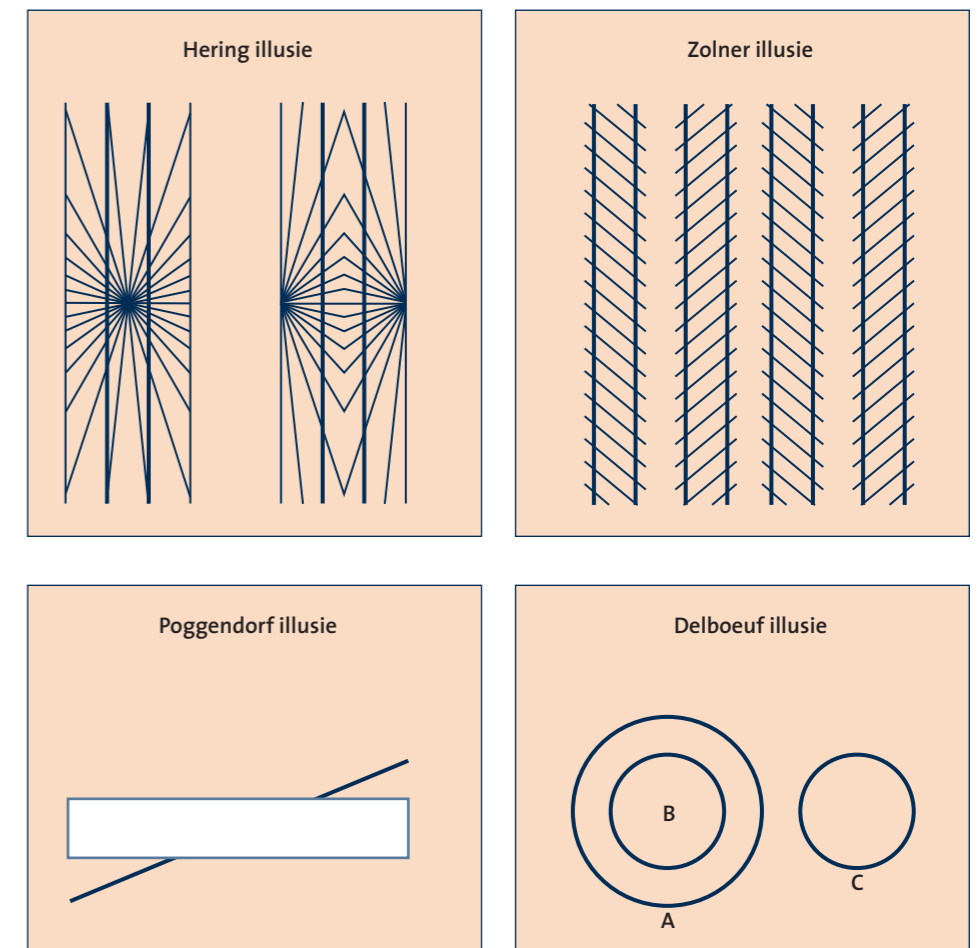 Hering illusie
Zolner illusie
Poggendorf illusie
Delboeuf illusie
B
C
A